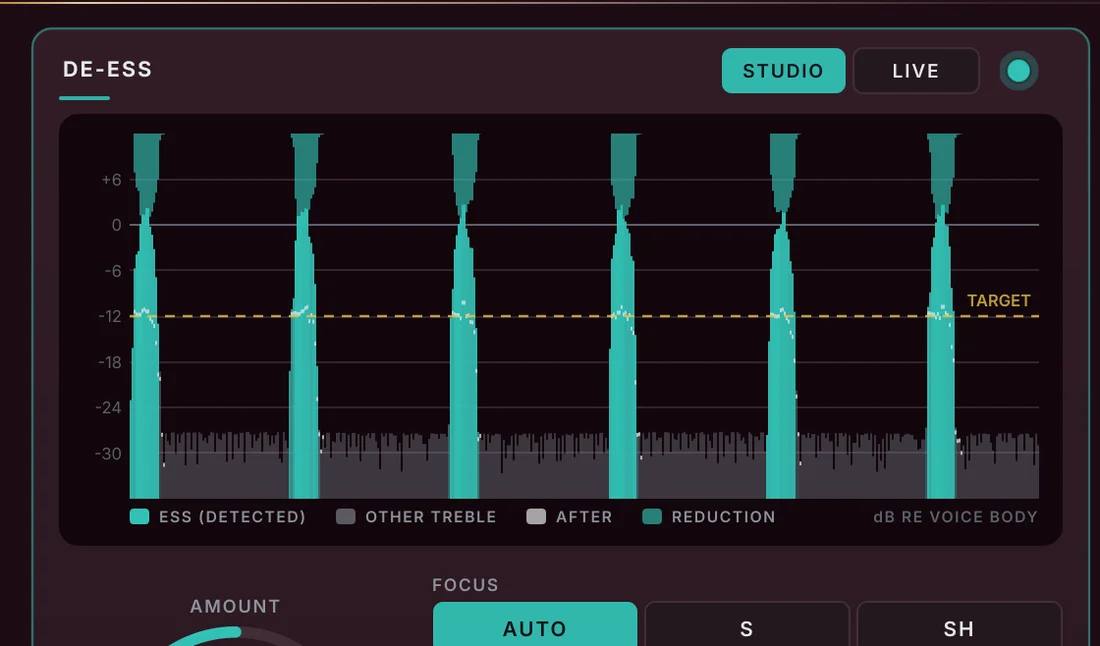 DE-ESS
STUDIO
LIVE
+6
0
-6
TARGET
-12
-18
-24
-30
ESS (DETECTED) OTHER TREBLE AFTER REDUCTION dB RE VOICE BODY
FOCUS
AMOUNT
AUTO S SH